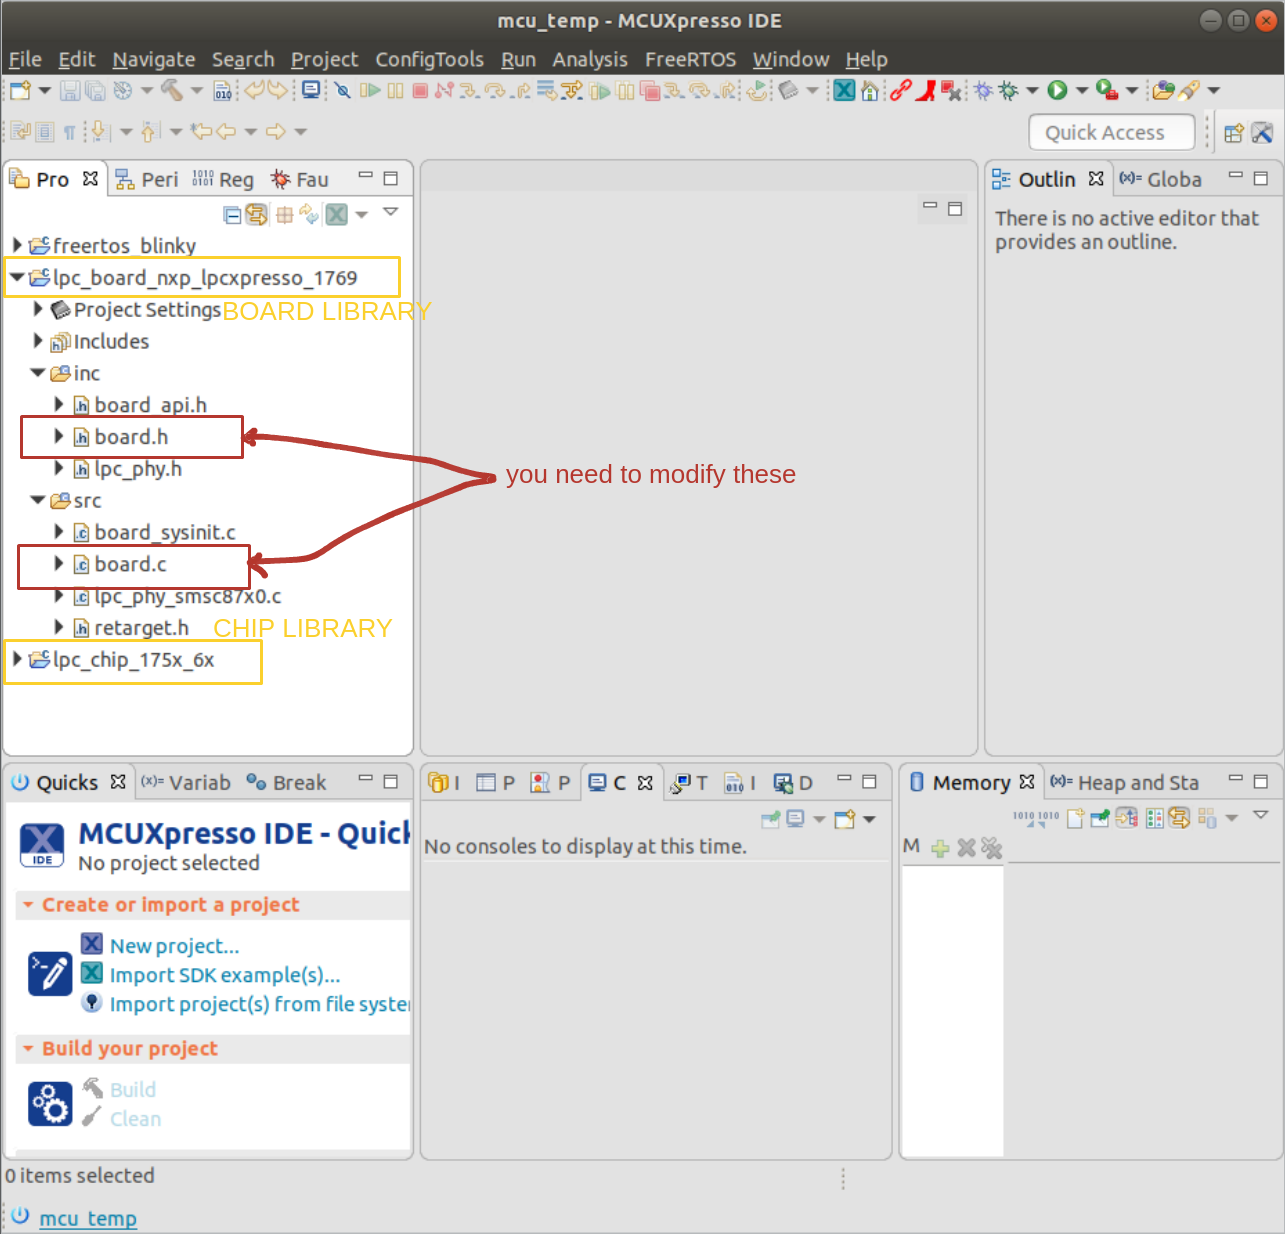 mcu_temp - MCUXpresso IDE
File Edit Navigate Search Project ConfigTools Run Analysis FreeRTOS Window Help
Quick Access
Pro Peri Reg Fau
Outlin (x)= Globa
There is no active editor that
provides an outline.
freertos_blinky
lpc_board_nxp_lpcxpresso_1769
Project Settings BOARD LIBRARY
Includes
inc
board_api.h
board.h
lpc_phy.h
you need to modify these
src
board_sysinit.c
board.c
lpc_phy_smsc87x0.c
retarget.h CHIP LIBRARY
lpc_chip_175x_6x
Quicks (x)= Variab Break
I P P C T I D
Memory (x)= Heap and Sta
MCUXpresso IDE - Quick
No project selected
IDE
No consoles to display at this time.
M
Create or import a project
New project...
Import SDK example(s)...
Import project(s) from file syste
Build your project
Build
Clean
0 items selected
mcu_temp